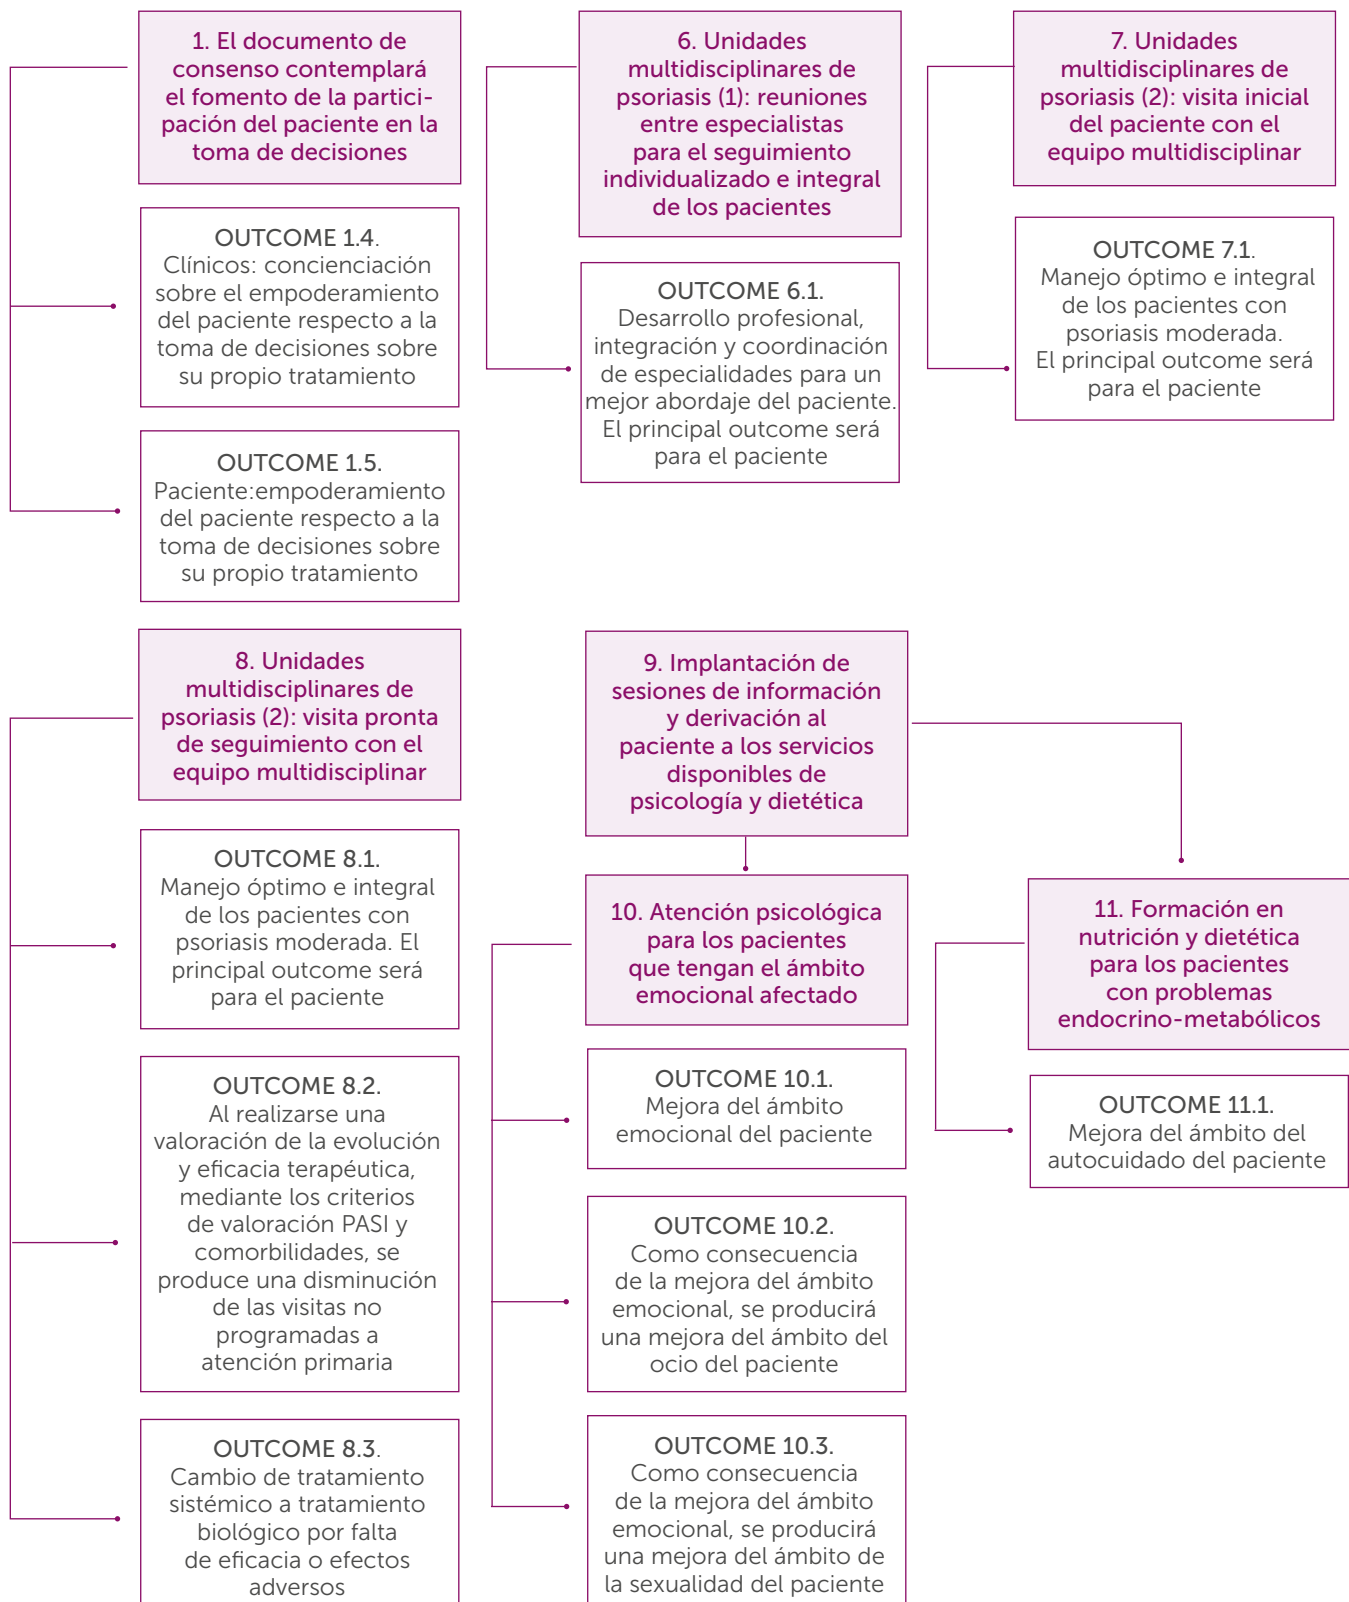 1. El documento de
consenso contemplará
el fomento de la partici-
pación del paciente en la
toma de decisiones
OUTCOME 1.4.
Clínicos: concienciación
sobre el empoderamiento
del paciente respecto a la
toma de decisiones sobre
su propio tratamiento
OUTCOME 1.5.
Paciente:empoderamiento
del paciente respecto a la
toma de decisiones sobre
su propio tratamiento
6. Unidades
multidisciplinares de
psoriasis (1): reuniones
entre especialistas
para el seguimiento
individualizado e integral
de los pacientes
OUTCOME 6.1.
Desarrollo profesional,
integración y coordinación
de especialidades para un
mejor abordaje del paciente.
El principal outcome será
para el paciente
7. Unidades
multidisciplinares de
psoriasis (2): visita inicial
del paciente con el
equipo multidisciplinar
OUTCOME 7.1.
Manejo óptimo e integral
de los pacientes con
psoriasis moderada.
El principal outcome será
para el paciente
8. Unidades
multidisciplinares de
psoriasis (2): visita pronta
de seguimiento con el
equipo multidisciplinar
OUTCOME 8.1.
Manejo óptimo e integral
de los pacientes con
psoriasis moderada. El
principal outcome será
para el paciente
OUTCOME 8.2.
Al realizarse una
valoración de la evolución
y eficacia terapéutica,
mediante los criterios
de valoración PASI y
comorbilidades, se
produce una disminución
de las visitas no
programadas a
atención primaria
OUTCOME 8.3.
Cambio de tratamiento
sistémico a tratamiento
biológico por falta
de eficacia o efectos
adversos
9. Implantación de
sesiones de información
y derivación al
paciente a los servicios
disponibles de
psicología y dietética
10. Atención psicológica
para los pacientes
que tengan el ámbito
emocional afectado
OUTCOME 10.1.
Mejora del ámbito
emocional del paciente
OUTCOME 10.2.
Como consecuencia
de la mejora del ámbito
emocional, se producirá
una mejora del ámbito del
ocio del paciente
OUTCOME 10.3.
Como consecuencia
de la mejora del ámbito
emocional, se producirá
una mejora del ámbito de
la sexualidad del paciente
11. Formación en
nutrición y dietética
para los pacientes
con problemas
endocrino-metabólicos
OUTCOME 11.1.
Mejora del ámbito del
autocuidado del paciente